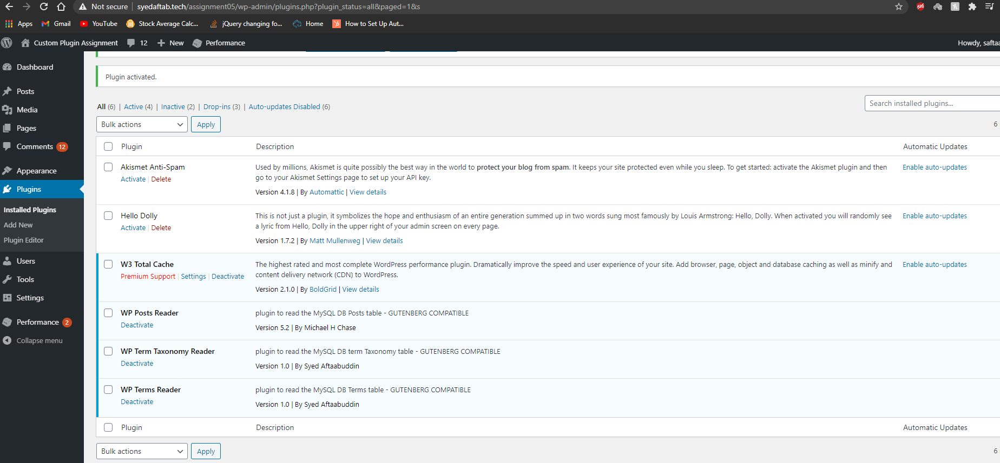 Not secure | syedaftab.tech/assignment05/wp-admin/plugins.php?plugin_status=all&paged=1&s
Apps Gmail YouTube Stock Average Calc... jQuery changing fo... Home How to Set Up Aut...
Custom Plugin Assignment 12 New Performance Howdy, saftaa
Dashboard
Posts
Media
Pages
Comments 12
Appearance
Plugins
Installed Plugins
Add New
Plugin Editor
Users
Tools
Settings
Performance 2
Collapse menu
Plugin activated.
All (6) | Active (4) | Inactive (2) | Drop-ins (3) | Auto-updates Disabled (6)
Search installed plugins...
Bulk actions Apply 6
Plugin Description Automatic Updates
Akismet Anti-Spam
Activate | Delete
Used by millions, Akismet is quite possibly the best way in the world to protect your blog from spam. It keeps your site protected even while you sleep. To get started: activate the Akismet plugin and then
go to your Akismet Settings page to set up your API key.
Version 4.1.8 | By Automattic | View details
Enable auto-updates
Hello Dolly
Activate | Delete
This is not just a plugin, it symbolizes the hope and enthusiasm of an entire generation summed up in two words sung most famously by Louis Armstrong: Hello, Dolly. When activated you will randomly see
a lyric from Hello, Dolly in the upper right of your admin screen on every page.
Version 1.7.2 | By Matt Mullenweg | View details
Enable auto-updates
W3 Total Cache
Premium Support | Settings | Deactivate
The highest rated and most complete WordPress performance plugin. Dramatically improve the speed and user experience of your site. Add browser, page, object and database caching as well as minify and
content delivery network (CDN) to WordPress.
Version 2.1.0 | By BoldGrid | View details
Enable auto-updates
WP Posts Reader
Deactivate
plugin to read the MySQL DB Posts table - GUTENBERG COMPATIBLE
Version 5.2 | By Michael H Chase
WP Term Taxonomy Reader
Deactivate
plugin to read the MySQL DB term Taxonomy table - GUTENBERG COMPATIBLE
Version 1.0 | By Syed Aftaabuddin
WP Terms Reader
Deactivate
plugin to read the MySQL DB Terms table - GUTENBERG COMPATIBLE
Version 1.0 | By Syed Aftaabuddin
Plugin Description Automatic Updates
Bulk actions Apply 6